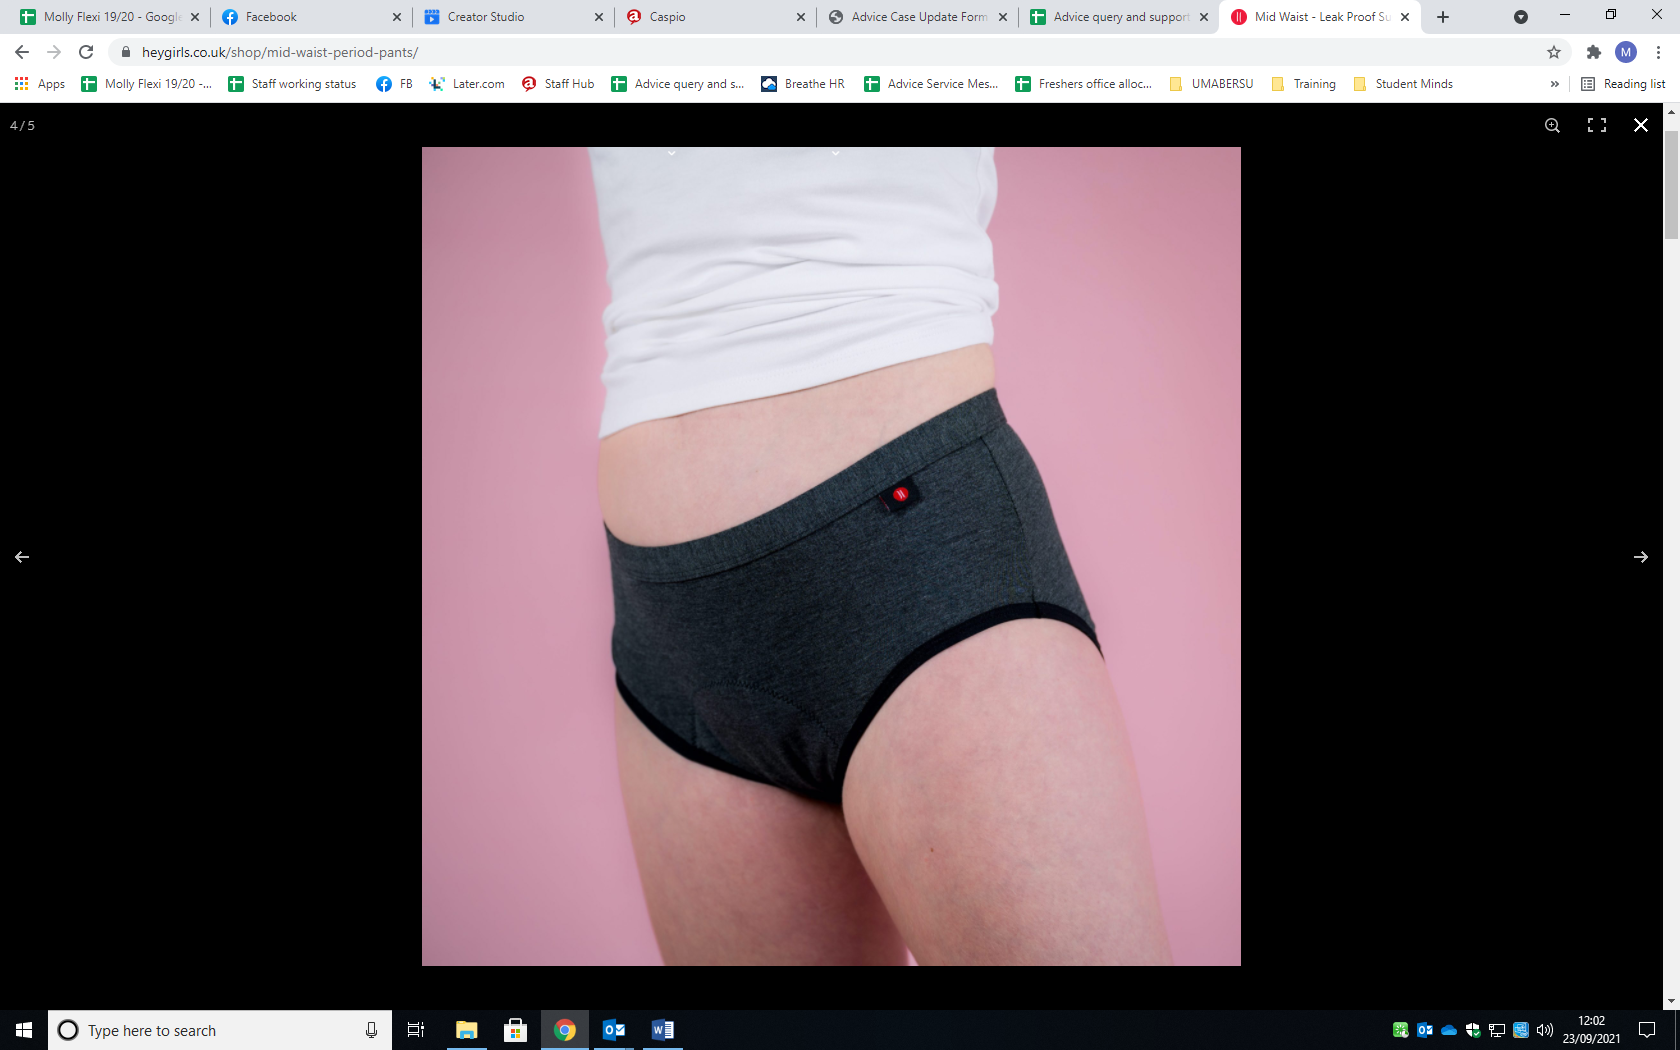 Molly Flexi 19/20 - Google
Facebook
Creator Studio
Caspio
Advice Case Update Form
Advice query and support
Mid Waist - Leak Proof Su
heygirls.co.uk/shop/mid-waist-period-pants/
M
Apps
Molly Flexi 19/20 -...
Staff working status
FB
Later.com
Staff Hub
Advice query and s...
Breathe HR
Advice Service Mes...
Freshers office alloc...
UMABERSU
Training
Student Minds
»
Reading list
4 / 5
Type here to search
12:02
23/09/2021